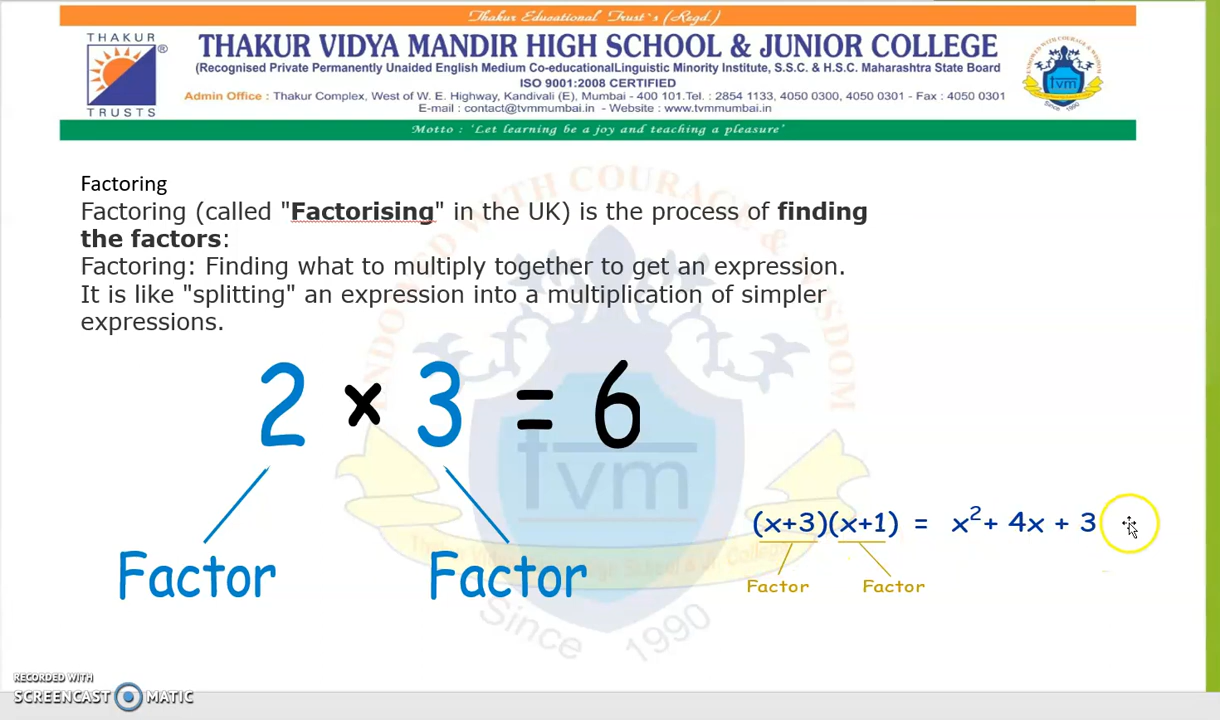 Thakur Educational Trust`s (Regd.)
THAKUR
®
TRUSTS
THAKUR VIDYA MANDIR HIGH SCHOOL & JUNIOR COLLEGE
(Recognised Private Permanently Unaided English Medium Co-educationalLinguistic Minority Institute, S.S.C. & H.S.C. Maharashtra State Board
ISO 9001:2008 CERTIFIED
Admin Office : Thakur Complex, West of W. E. Highway, Kandivali (E), Mumbai - 400 101.Tel. : 2854 1133, 4050 0300, 4050 0301 - Fax : 4050 0301
E-mail : contact@tvmmumbai.in - Website : www.tvmmumbai.in
tvm
Since 1990
Motto : 'Let learning be a joy and teaching a pleasure'
Factoring
Factoring (called "Factorising" in the UK) is the process of finding
the factors:
Factoring: Finding what to multiply together to get an expression.
It is like "splitting" an expression into a multiplication of simpler
expressions.
2 × 3 = 6
Factor Factor
(x+3)(x+1) = x² + 4x + 3
Factor Factor
tvm
Since 1990
RECORDED WITH
SCREENCAST MATIC